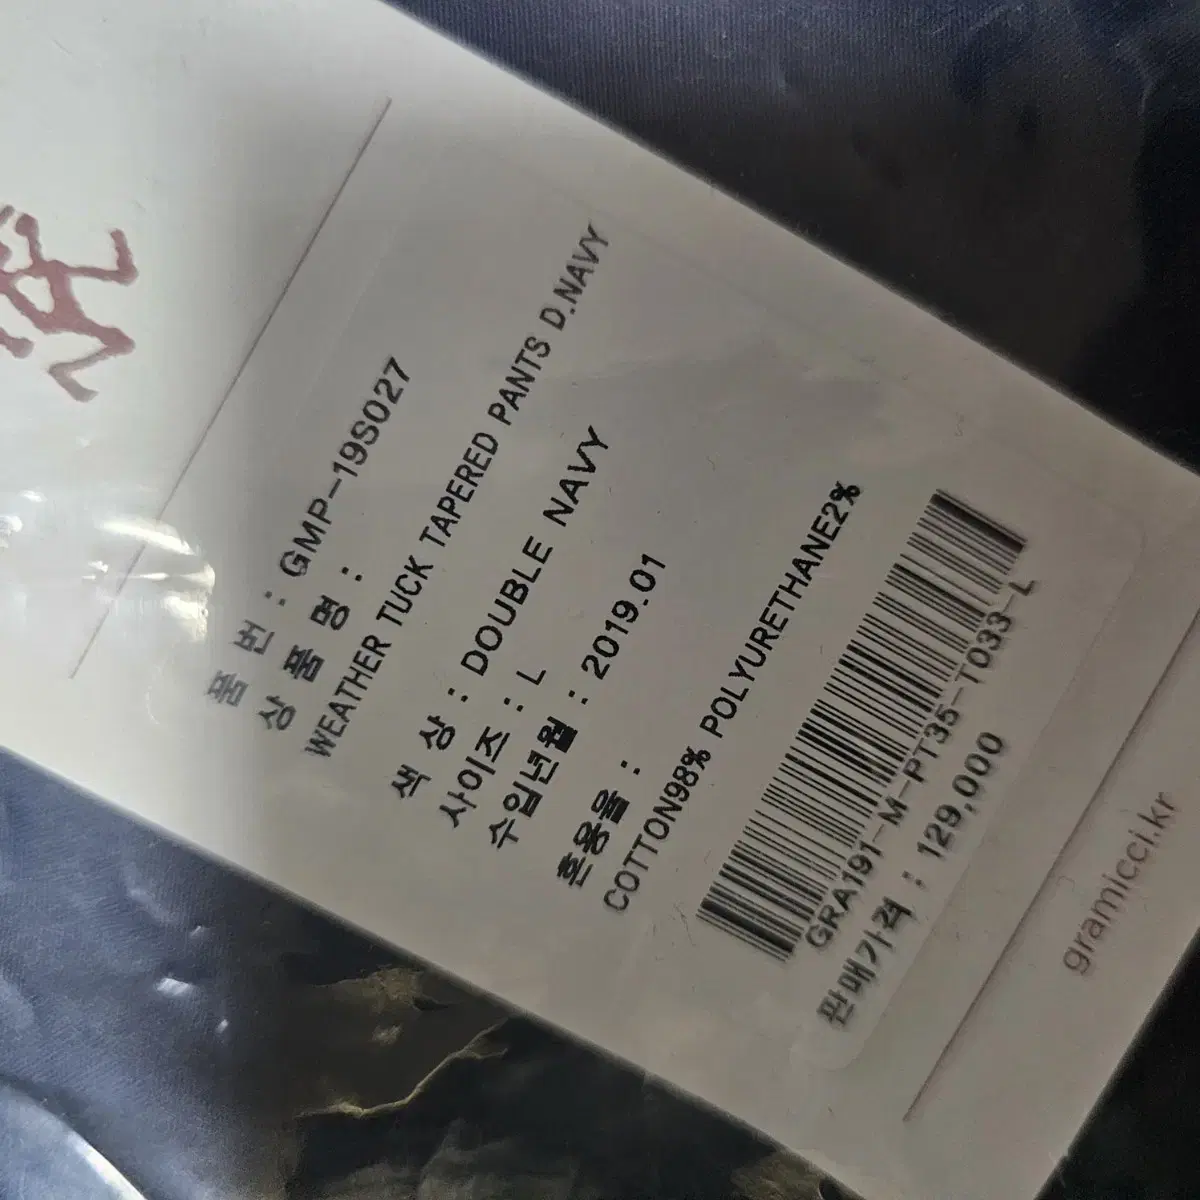 품 번 : GMP-19S027
상 품 명 :
WEATHER TUCK TAPERED PANTS D.NAVY
색 상 : DOUBLE NAVY
사이즈 : L
수입년월 : 2019.01
혼용율 :
COTTON98% POLYURETHANE2%
GRA191-M-PT35-T033-L
판매가격 : 129,000
gramicci.kr